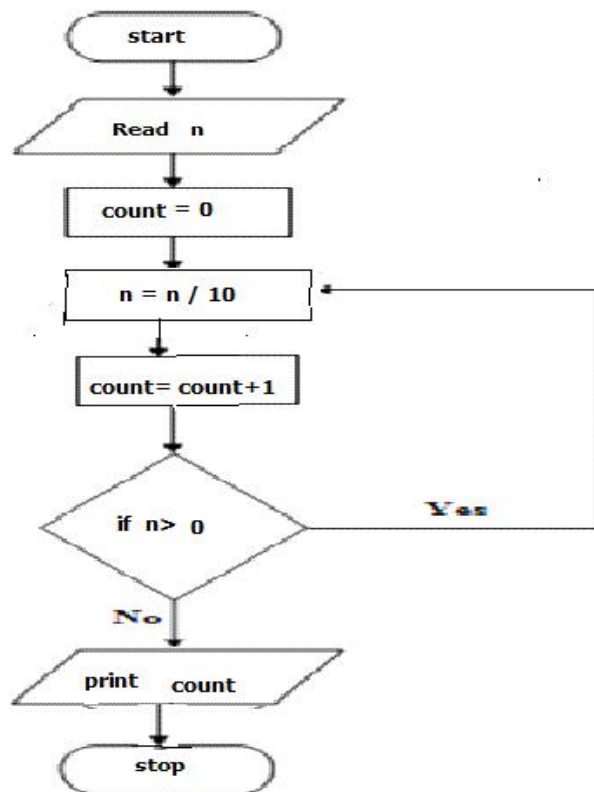 start
Read n
count = 0
n = n / 10
count= count+1
if n> 0
Yes
No
print count
stop